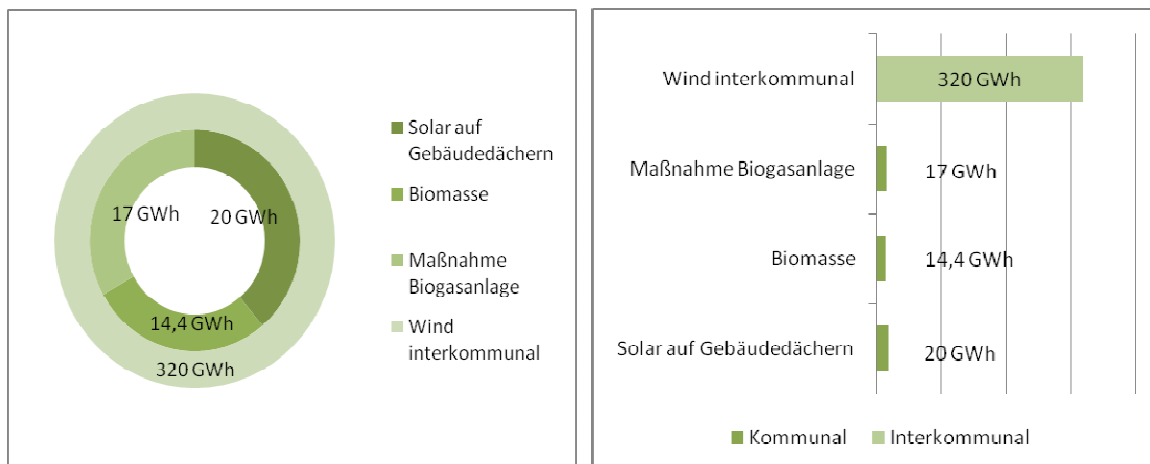 Solar auf
Gebäudedächern
Biomasse
Maßnahme
Biogasanlage
Wind
interkommunal
17 GWh
20 GWh
14,4 GWh
320 GWh
Wind interkommunal
320 GWh
Maßnahme Biogasanlage
17 GWh
Biomasse
14,4 GWh
Solar auf Gebäudedächern
20 GWh
Kommunal
Interkommunal